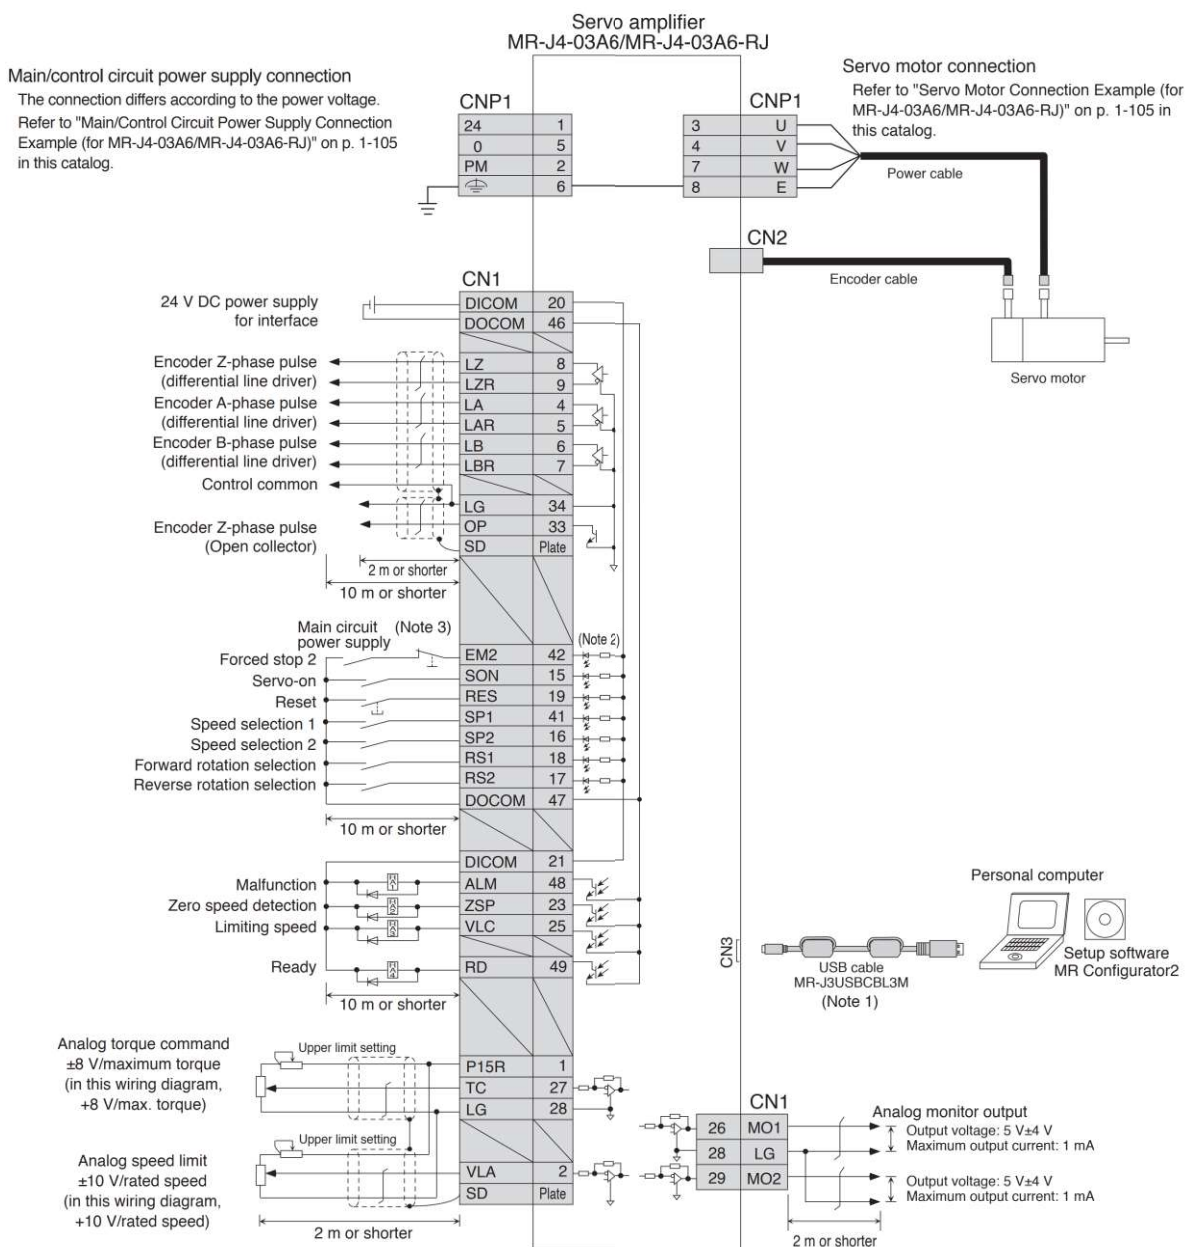 Servo amplifier
MR-J4-03A6/MR-J4-03A6-RJ
Main/control circuit power supply connection
The connection differs according to the power voltage.
Refer to "Main/Control Circuit Power Supply Connection
Example (for MR-J4-03A6/MR-J4-03A6-RJ)" on p. 1-105
in this catalog.
CNP1
24 1
0 5
PM 2
6
CNP1
3 U
4 V
7 W
8 E
Servo motor connection
Refer to "Servo Motor Connection Example (for
MR-J4-03A6/MR-J4-03A6-RJ)" on p. 1-105 in
this catalog.
Power cable
CN2
Encoder cable
Servo motor
CN1
24 V DC power supply
for interface
DICOM 20
DOCOM 46
Encoder Z-phase pulse
(differential line driver)
LZ 8
LZR 9
Encoder A-phase pulse
(differential line driver)
LA 4
LAR 5
Encoder B-phase pulse
(differential line driver)
LB 6
LBR 7
Control common
LG 34
Encoder Z-phase pulse
(Open collector)
OP 33
SD Plate
2 m or shorter
10 m or shorter
Main circuit
power supply
(Note 3)
(Note 2)
Forced stop 2 EM2 42
Servo-on SON 15
Reset RES 19
Speed selection 1 SP1 41
Speed selection 2 SP2 16
Forward rotation selection RS1 18
Reverse rotation selection RS2 17
DOCOM 47
10 m or shorter
DICOM 21
Malfunction RA1 ALM 48
Zero speed detection RA2 ZSP 23
Limiting speed RA3 VLC 25
Ready RA4 RD 49
10 m or shorter
CN3
USB cable
MR-J3USBCBL3M
(Note 1)
Personal computer
Setup software
MR Configurator2
Analog torque command
±8 V/maximum torque
(in this wiring diagram,
+8 V/max. torque)
Upper limit setting
P15R 1
TC 27
LG 28
Analog speed limit
±10 V/rated speed
(in this wiring diagram,
+10 V/rated speed)
Upper limit setting
VLA 2
SD Plate
2 m or shorter
CN1
26 MO1
28 LG
29 MO2
Analog monitor output
Output voltage: 5 V±4 V
Maximum output current: 1 mA
Output voltage: 5 V±4 V
Maximum output current: 1 mA
2 m or shorter